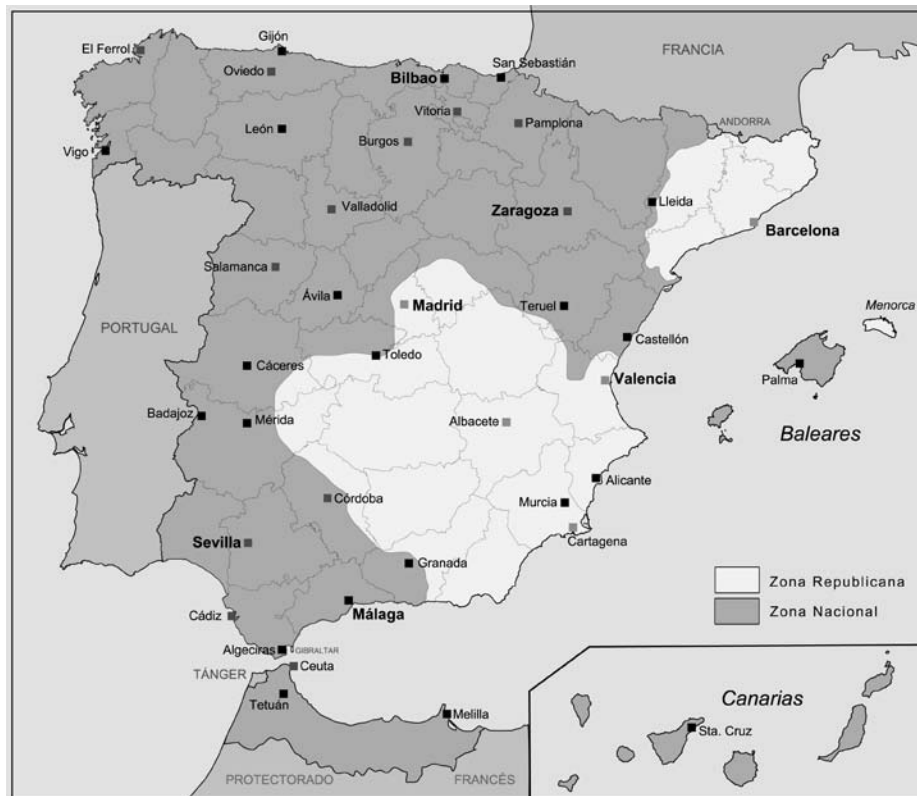 FRANCIA
Gijón
El Ferrol
San Sebastián
Oviedo
Bilbao
Vitoria
Pamplona
ANDORRA
León
Burgos
Vigo
Lleida
Valladolid
Zaragoza
Barcelona
Salamanca
Ávila
Madrid
Teruel
Menorca
PORTUGAL
Castellón
Toledo
Cáceres
Palma
Valencia
Badajoz
Mérida
Albacete
Baleares
Alicante
Córdoba
Murcia
Cartagena
Sevilla
Granada
Zona Republicana
Zona Nacional
Cádiz
Málaga
Algeciras
GIBRALTAR
Ceuta
TÁNGER
Tetuán
Melilla
Canarias
Sta. Cruz
PROTECTORADO
FRANCÉS